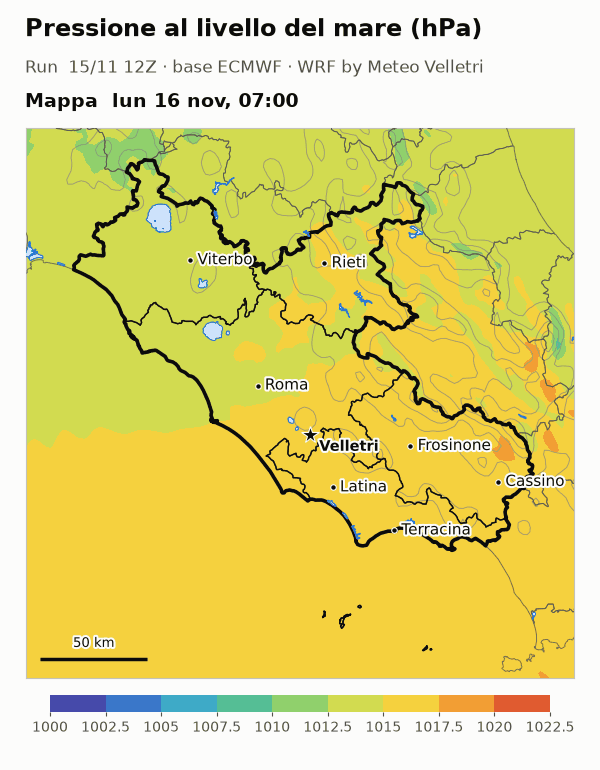 Pressione al livello del mare (hPa)
Run  15/11 12Z · base ECMWF · WRF by Meteo Velletri
Mappa  lun 16 nov, 07:00
Viterbo
Rieti
Roma
Velletri
Frosinone
Latina
Cassino
Terracina
50 km
1000 1002.5 1005 1007.5 1010 1012.5 1015 1017.5 1020 1022.5